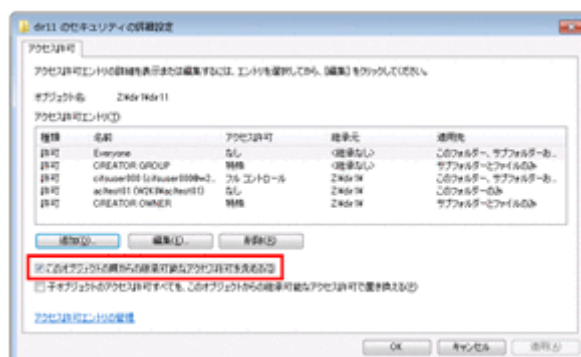 dir11 のセキュリティの詳細設定
アクセス許可
アクセス許可エントリの詳細を表示または編集するには、エントリを選択してから、[編集] をクリックしてください。
オブジェクト名: Z:¥dir1¥dir11
アクセス許可エントリ(T):
種類 名前 アクセス許可 継承元 適用先
許可 Everyone なし <継承なし> このフォルダー、サブフォルダーお...
許可 CREATOR GROUP 特殊 <継承なし> サブフォルダーとファイルのみ
許可 フル コントロール Z:¥dir1¥ このフォルダー、サブフォルダーお...
許可 なし Z:¥dir1¥ このフォルダーのみ
許可 CREATOR OWNER 特殊 Z:¥dir1¥ サブフォルダーとファイルのみ
追加(D)... 編集(E)... 削除(R)
このオブジェクトの親からの継承可能なアクセス許可を含める(I)
子オブジェクトのアクセス許可すべてを、このオブジェクトからの継承可能なアクセス許可で置き換える(P)
アクセス許可エントリの管理
OK キャンセル 適用(A)